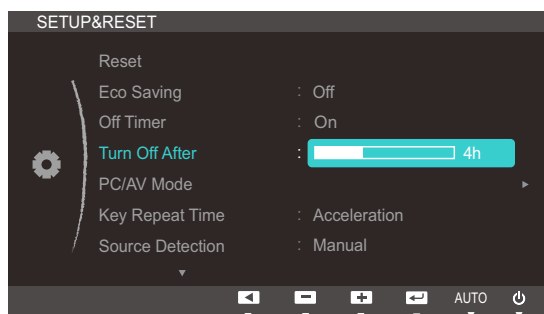 SETUP&RESET
Reset
Eco Saving : Off
Off Timer : On
Turn Off After : 4h
PC/AV Mode
Key Repeat Time : Acceleration
Source Detection : Manual
AUTO